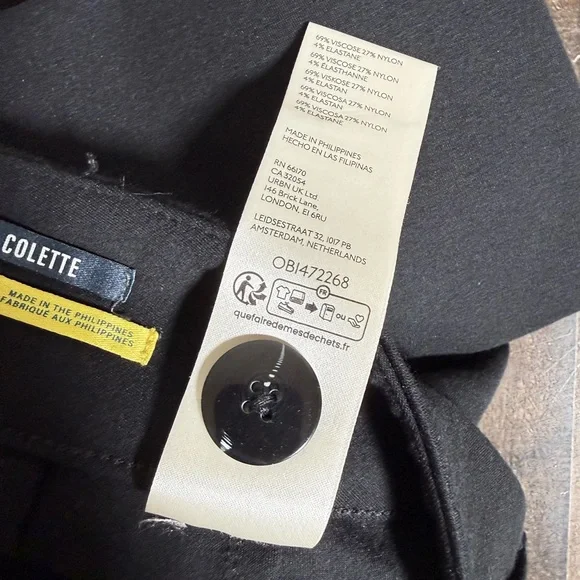 69% VISCOSE 27% NYLON
4% ELASTANE
69% VISCOSE 27% NYLON
4% ELASTHANNE
69% VISKOSE 27% NYLON
4% ELASTAN
69% VISCOSA 27% NYLON
4% ELASTAN
69% VISCOSA 27% NYLON
4% ELASTANE
MADE IN PHILIPPINES
HECHO EN LAS FILIPINAS
RN 66170
CA 32054
URBN UK Ltd.
146 Brick Lane,
LONDON, E1 6RU
LEIDSESTRAAT 32, 1017 PB
AMSTERDAM, NETHERLANDS
OB1472268
FR
ou
quefairedemesdechets.fr
COLETTE
MADE IN THE PHILIPPINES
FABRIQUÉ AUX PHILIPPINES